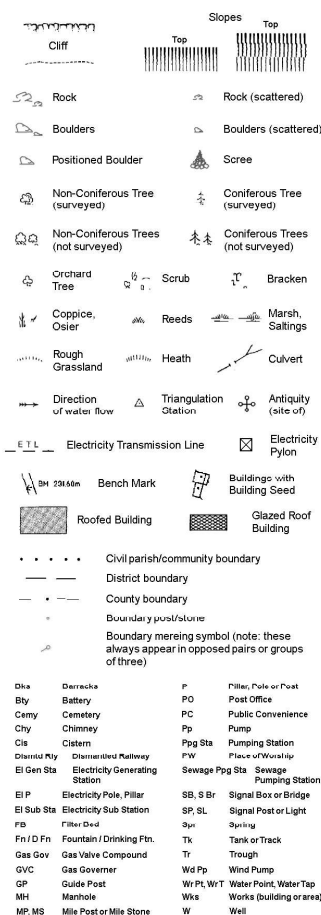 Slopes
Top
Top
Cliff
Rock
Rock (scattered)
Boulders
Boulders (scattered)
Positioned Boulder
Scree
Non-Coniferous Tree
(surveyed)
Coniferous Tree
(surveyed)
Non-Coniferous Trees
(not surveyed)
Coniferous Trees
(not surveyed)
Orchard
Tree
Scrub
Bracken
Coppice,
Osier
Reeds
Marsh,
Saltings
Rough
Grassland
Heath
Culvert
Direction
of water flow
Triangulation
Station
Antiquity
(site of)
E T L
Electricity Transmission Line
Electricity
Pylon
BM 231.60m
Bench Mark
Buildings with
Building Seed
Roofed Building
Glazed Roof
Building
Civil parish/community boundary
District boundary
County boundary
Boundary post/stone
Boundary mereing symbol (note: these
always appear in opposed pairs or groups
of three)
Bks Barracks
Bty Battery
Cemy Cemetery
Chy Chimney
Cis Cistern
Dismtd Rly Dismantled Railway
El Gen Sta Electricity Generating
Station
El P Electricity Pole, Pillar
El Sub Sta Electricity Sub Station
FB Filter Bed
Fn / D Fn Fountain / Drinking Ftn.
Gas Gov Gas Valve Compound
GVC Gas Governer
GP Guide Post
MH Manhole
MP, MS Mile Post or Mile Stone
P Pillar, Pole or Post
PO Post Office
PC Public Convenience
Pp Pump
Ppg Sta Pumping Station
PW Place of Worship
Sewage Ppg Sta Sewage
Pumping Station
SB, S Br Signal Box or Bridge
SP, SL Signal Post or Light
Spr Spring
Tk Tank or Track
Tr Trough
Wd Pp Wind Pump
Wr Pt, Wr T Water Point, Water Tap
Wks Works (building or area)
W Well